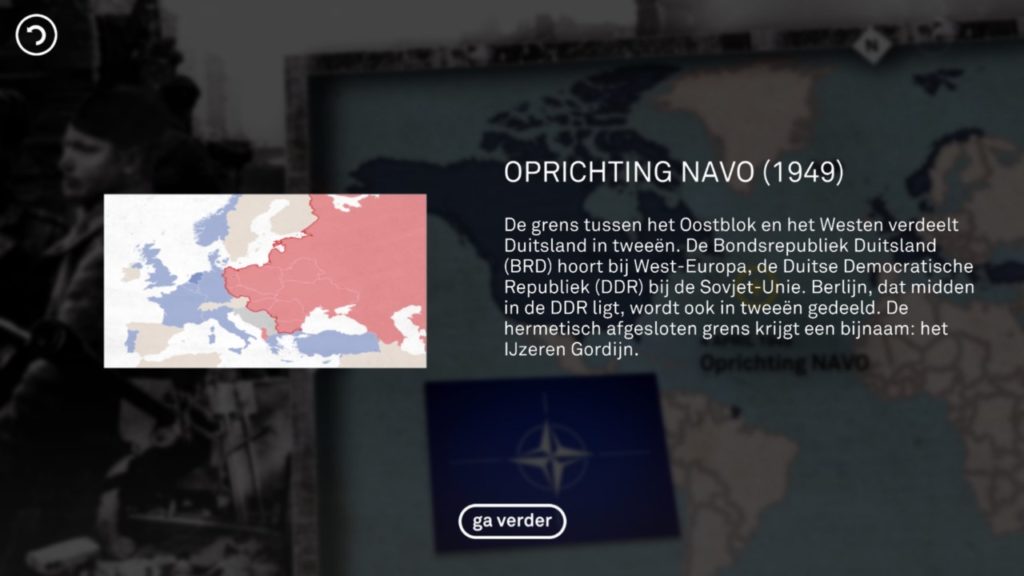 N
OPRICHTING NAVO (1949)
De grens tussen het Oostblok en het Westen verdeelt
Duitsland in tweeën. De Bondsrepubliek Duitsland
(BRD) hoort bij West-Europa, de Duitse Democratische
Republiek (DDR) bij de Sovjet-Unie. Berlijn, dat midden
in de DDR ligt, wordt ook in tweeën gedeeld. De
hermetisch afgesloten grens krijgt een bijnaam: het
IJzeren Gordijn.
Oprichting NAVO
ga verder